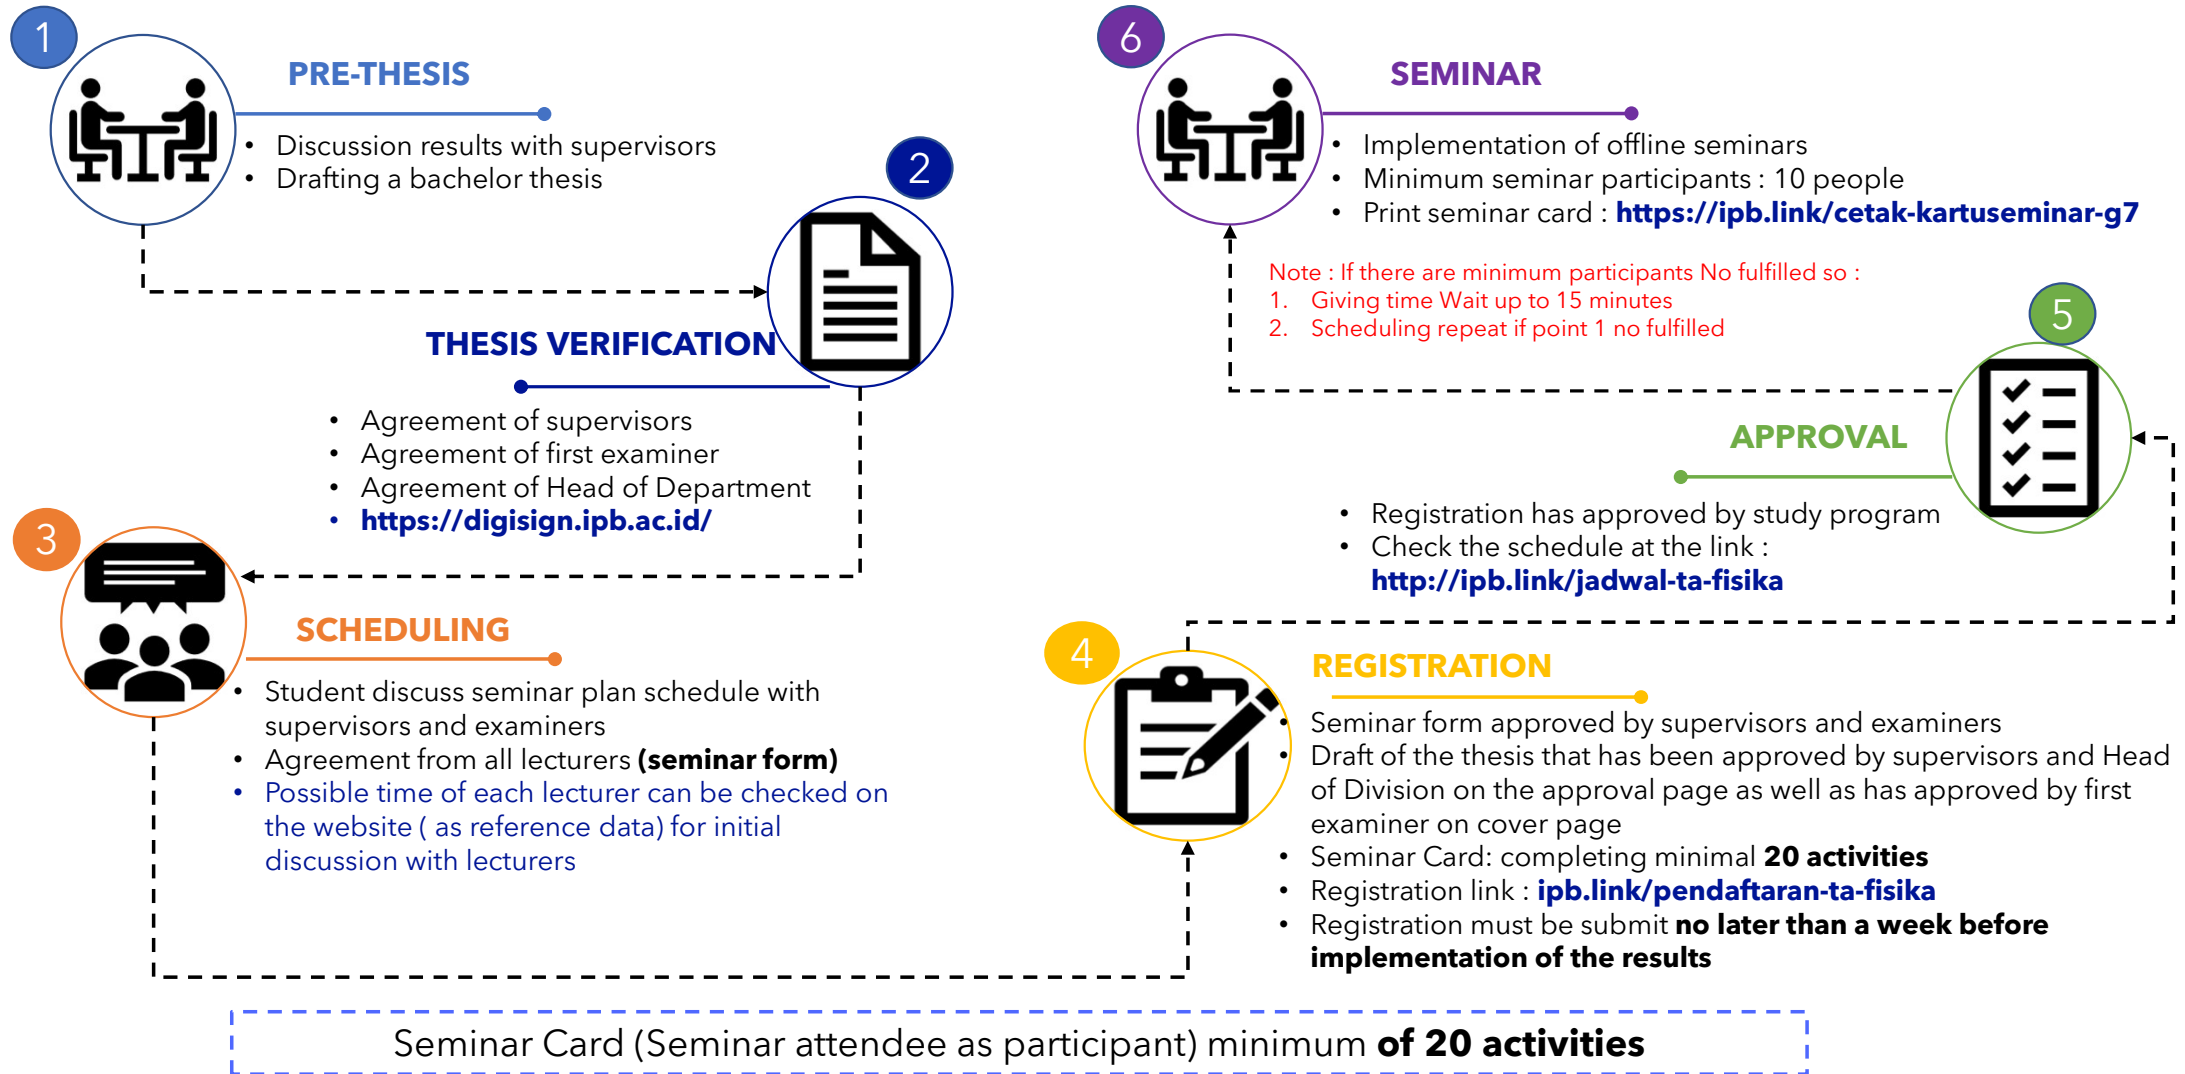 1
PRE-THESIS
• Discussion results with supervisors
• Drafting a bachelor thesis
2
THESIS VERIFICATION
• Agreement of supervisors
• Agreement of first examiner
• Agreement of Head of Department
• https://digisign.ipb.ac.id/
3
SCHEDULING
• Student discuss seminar plan schedule with
supervisors and examiners
• Agreement from all lecturers (seminar form)
• Possible time of each lecturer can be checked on
the website ( as reference data) for initial
discussion with lecturers
4
REGISTRATION
• Seminar form approved by supervisors and examiners
• Draft of the thesis that has been approved by supervisors and Head
of Division on the approval page as well as has approved by first
examiner on cover page
• Seminar Card: completing minimal 20 activities
• Registration link : ipb.link/pendaftaran-ta-fisika
• Registration must be submit no later than a week before
implementation of the results
5
APPROVAL
• Registration has approved by study program
• Check the schedule at the link :
http://ipb.link/jadwal-ta-fisika
6
SEMINAR
• Implementation of offline seminars
• Minimum seminar participants : 10 people
• Print seminar card : https://ipb.link/cetak-kartuseminar-g7
Note : If there are minimum participants No fulfilled so :
1. Giving time Wait up to 15 minutes
2. Scheduling repeat if point 1 no fulfilled
Seminar Card (Seminar attendee as participant) minimum of 20 activities